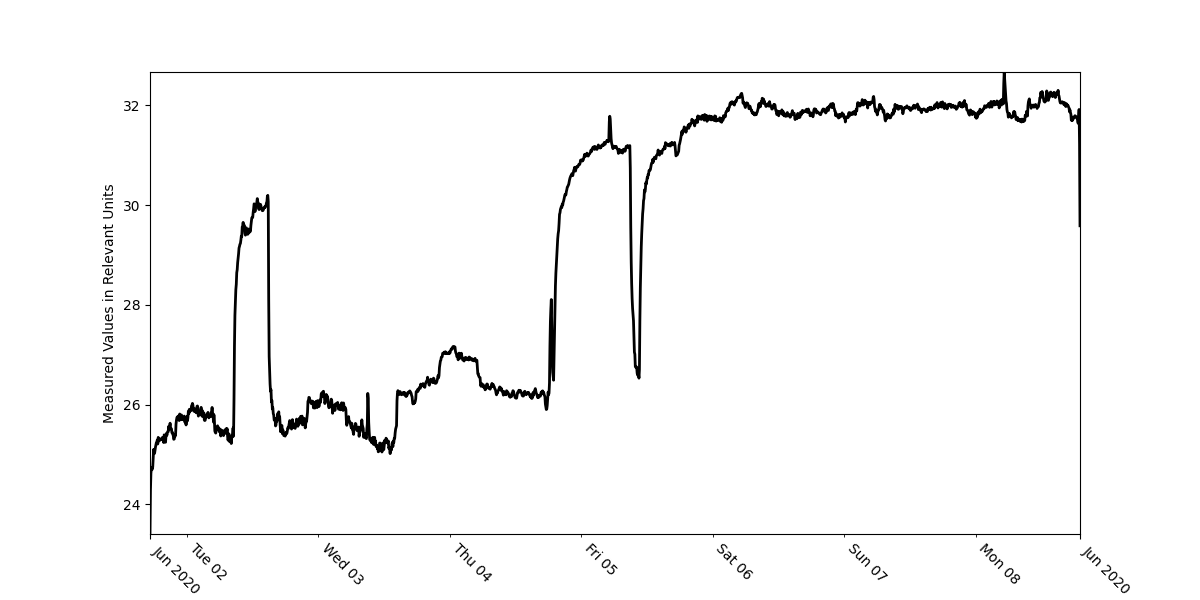 32
30
28
26
24
Measured Values in Relevant Units
Jun 2020
Tue 02
Wed 03
Thu 04
Fri 05
Sat 06
Sun 07
Mon 08
Jun 2020